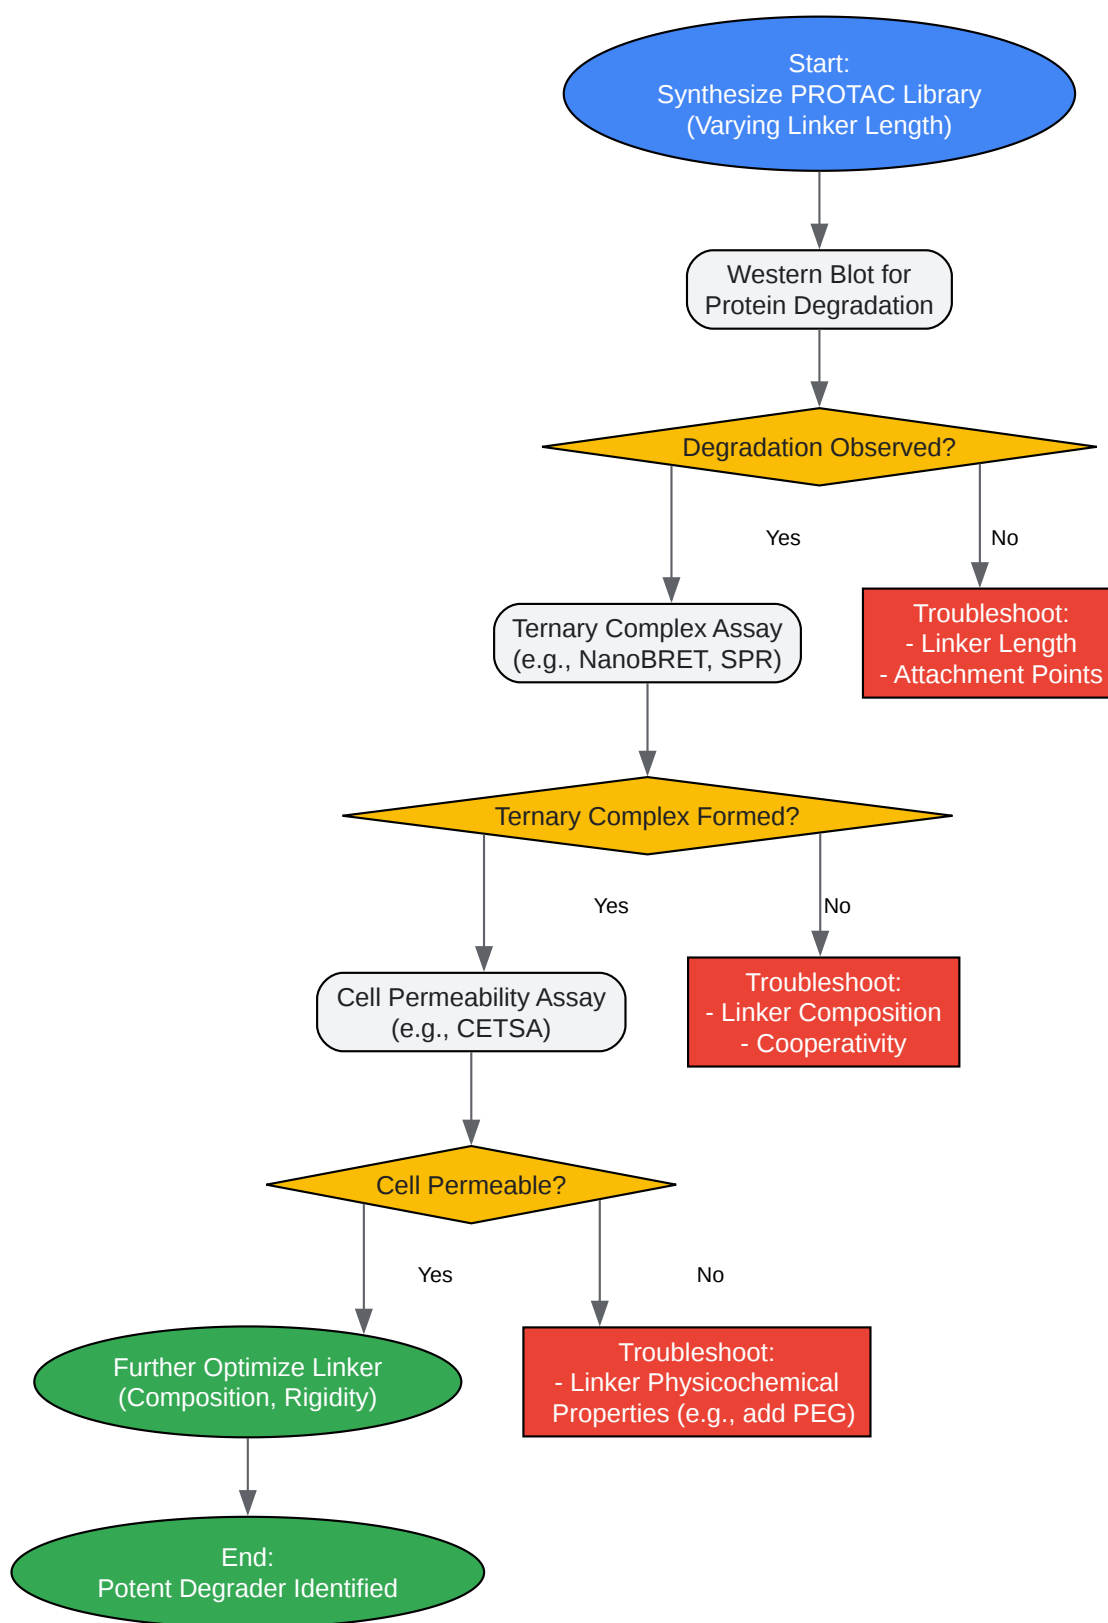 Start:
Synthesize PROTAC Library
(Varying Linker Length)
Western Blot for
Protein Degradation
Degradation Observed?
Yes
No
Ternary Complex Assay
(e.g., NanoBRET, SPR)
Troubleshoot:
- Linker Length
- Attachment Points
Ternary Complex Formed?
Yes
No
Cell Permeability Assay
(e.g., CETSA)
Troubleshoot:
- Linker Composition
- Cooperativity
Cell Permeable?
Yes
No
Further Optimize Linker
(Composition, Rigidity)
Troubleshoot:
- Linker Physicochemical
Properties (e.g., add PEG)
End:
Potent Degrader Identified